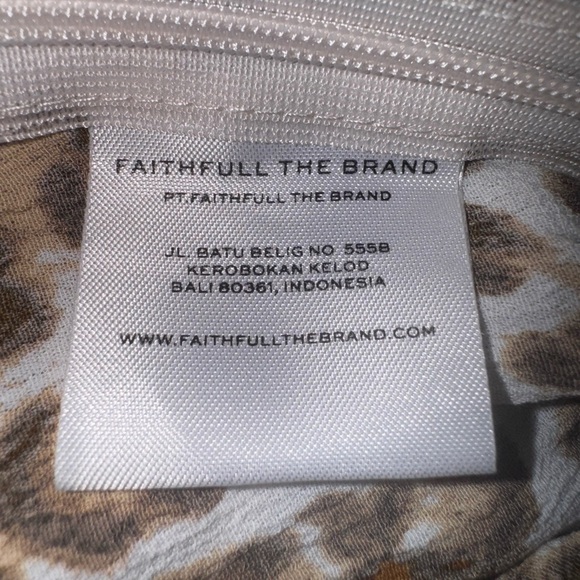 FAITHFULL THE BRAND
PT.FAITHFULL THE BRAND
JL. BATU BELIG NO 555B
KEROBOKAN KELOD
BALI 80361, INDONESIA
WWW.FAITHFULLTHEBRAND.COM